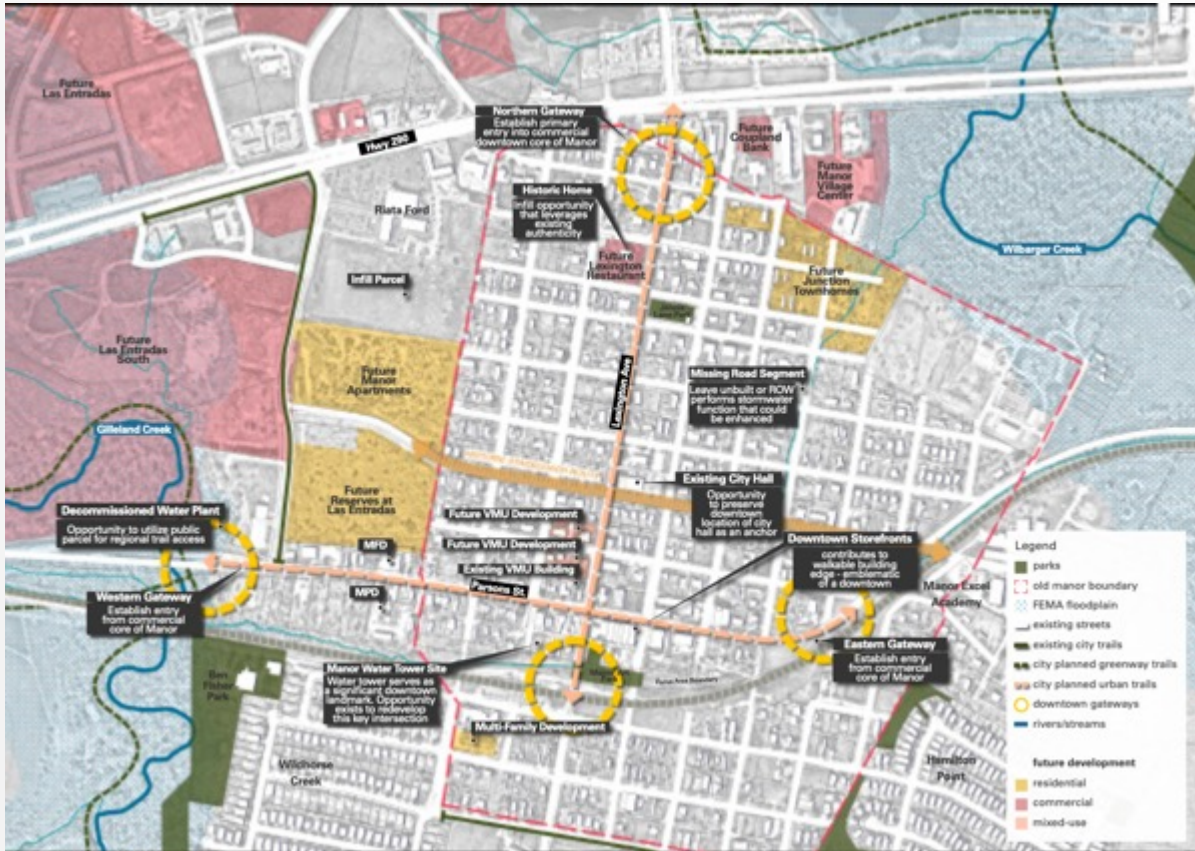 Future
Las Entradas
Hwy 290
Northern Gateway
Establish primary
entry into commercial
downtown core of Manor
Future
Coupland
Bank
Future
Manor
Village
Center
Historic Home
Infill opportunity
that leverages
existing
authenticity
Riata Ford
Future
Lexington
Restaurant
Wilbarger Creek
Infill Parcel
Future
Junction
Townhomes
Future
Las Entradas
South
Future
Manor
Apartments
Lexington Ave
Missing Road Segment
Leave unbuilt or ROW
performs stormwater
function that could
be enhanced
Gilleland Creek
Existing City Hall
Opportunity
to preserve
downtown
location of city
hall as an anchor
Future
Reserves at
Las Entradas
Decommissioned Water Plant
Opportunity to utilize public
parcel for regional trail access
Future VMU Development
Future VMU Development
Existing VMU Building
Downtown Storefronts
contributes to
walkable building
edge - emblematic
of a downtown
MFD
MPD
Parsons St.
Western Gateway
Establish entry
from commercial
core of Manor
Manor Excel
Academy
Eastern Gateway
Establish entry
from commercial
core of Manor
Manor Water Tower Site
Water tower serves as
a significant downtown
landmark. Opportunity
exists to redevelop
this key intersection
Ben
Fisher
Park
Multi-Family Development
Wildhorse
Creek
Hamilton
Point
Legend
parks
old manor boundary
FEMA floodplain
existing streets
existing city trails
city planned greenway trails
city planned urban trails
downtown gateways
rivers/streams
future development
residential
commercial
mixed-use